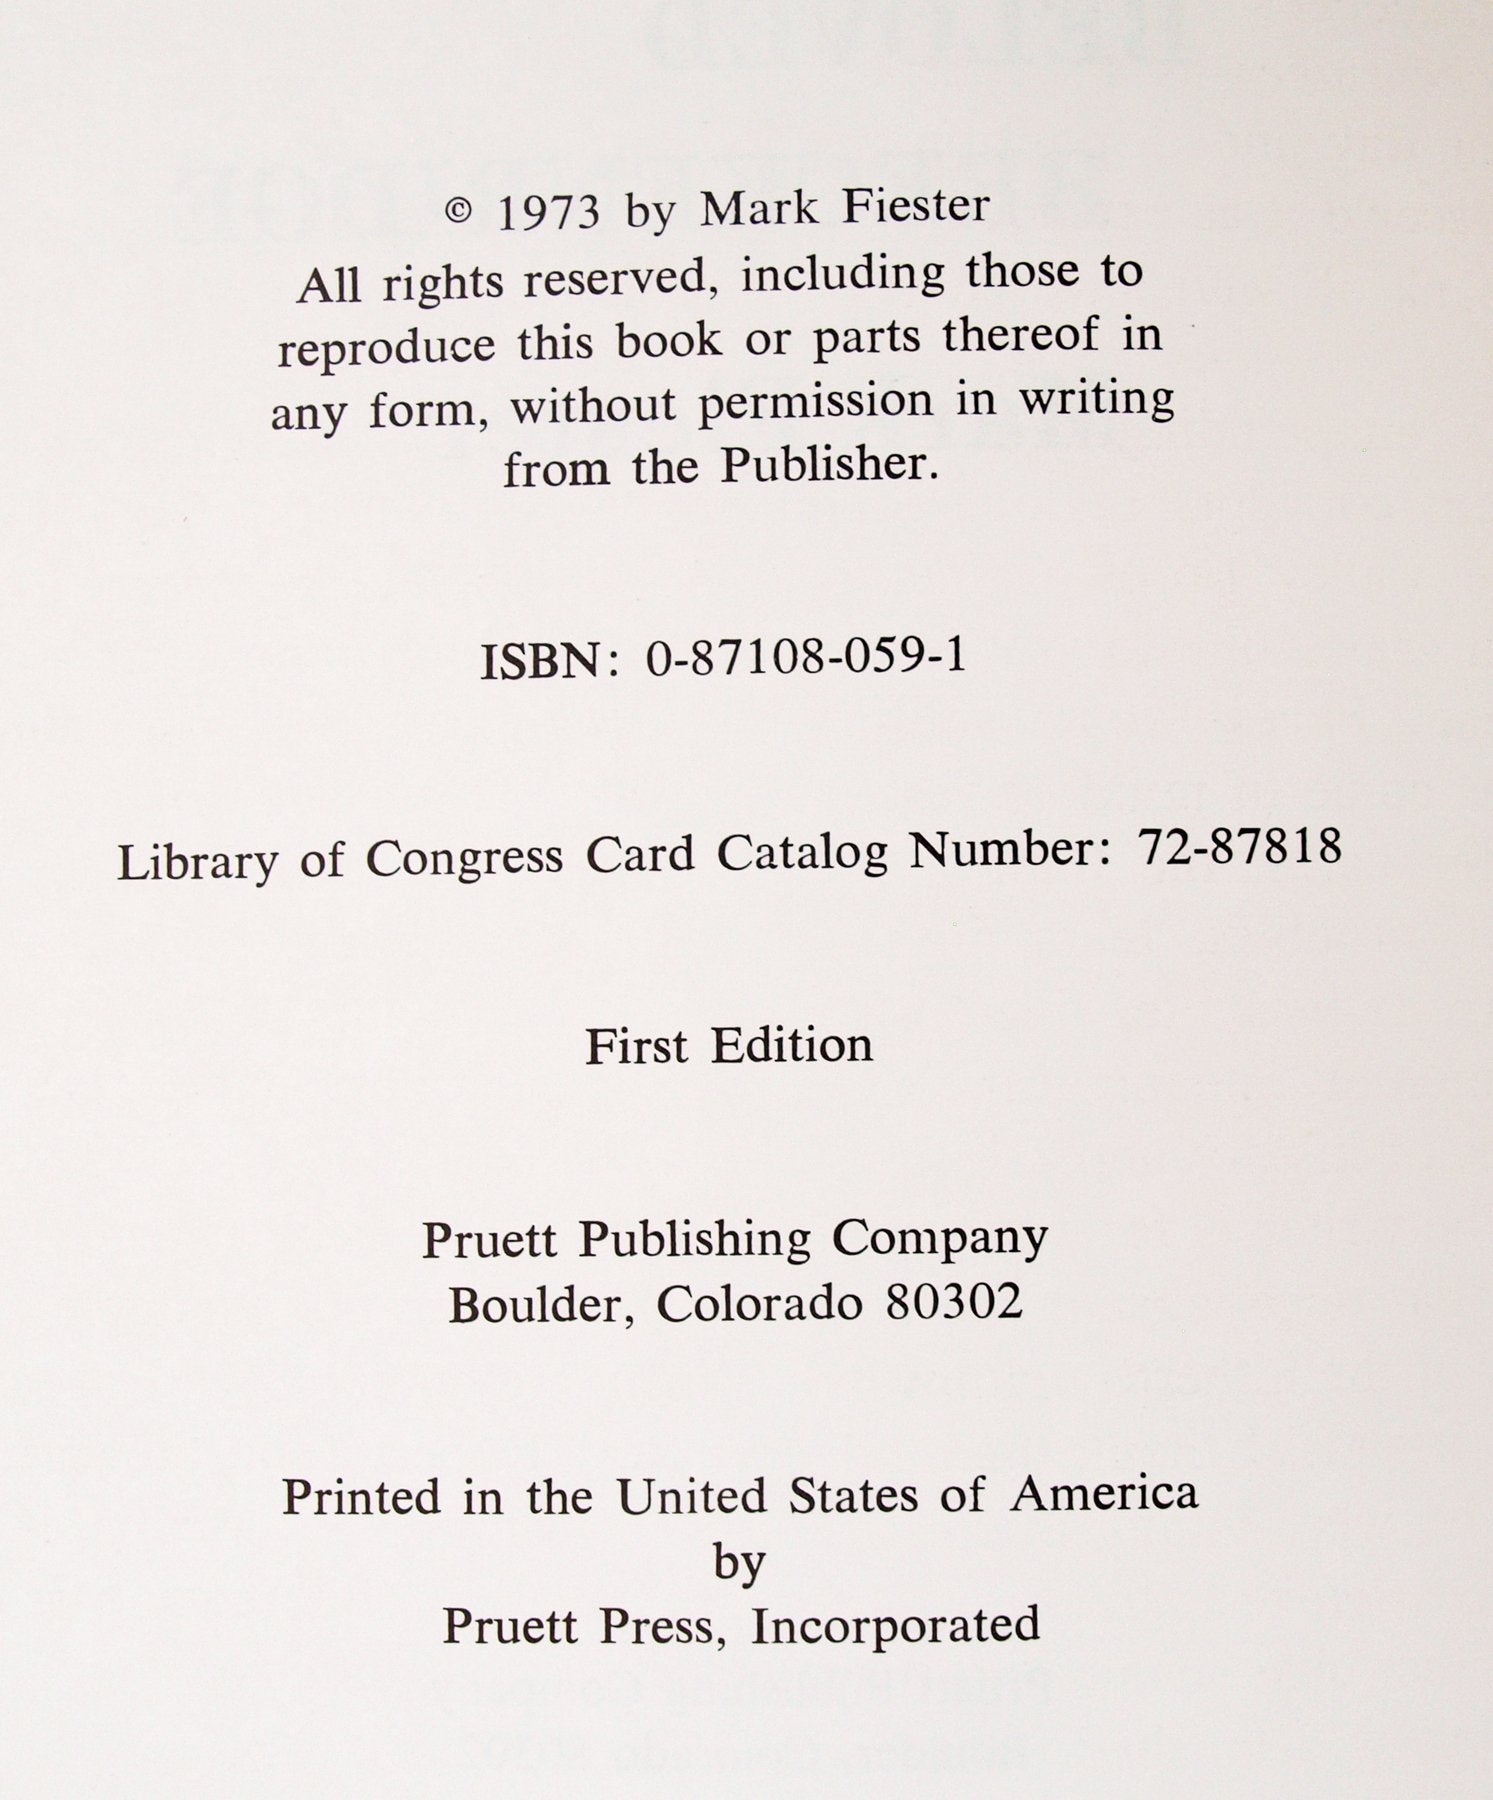 © 1973 by Mark Fiester
All rights reserved, including those to
reproduce this book or parts thereof in
any form, without permission in writing
from the Publisher.
ISBN: 0-87108-059-1
Library of Congress Card Catalog Number: 72-87818
First Edition
Pruett Publishing Company
Boulder, Colorado 80302
Printed in the United States of America
by
Pruett Press, Incorporated